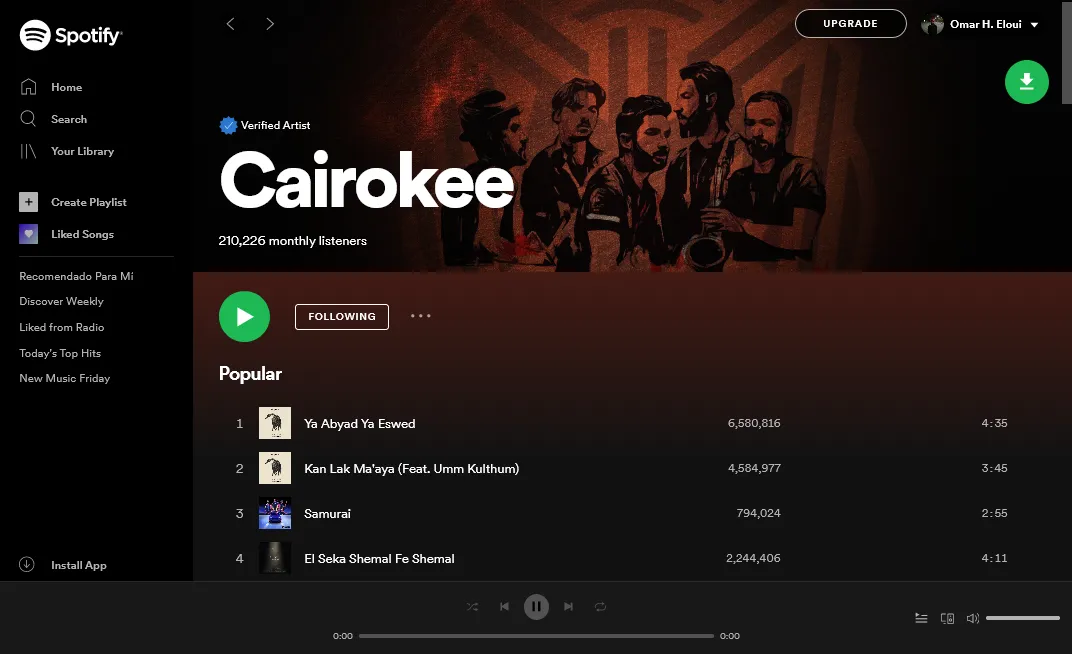 Spotify
Home
Search
Your Library
Create Playlist
Liked Songs
Recomendado Para Mí
Discover Weekly
Liked from Radio
Today's Top Hits
New Music Friday
Install App
UPGRADE
Omar H. Eloui
Verified Artist
Cairokee
210,226 monthly listeners
FOLLOWING
Popular
1 Ya Abyad Ya Eswed 6,580,816 4:35
2 Kan Lak Ma'aya (Feat. Umm Kulthum) 4,584,977 3:45
3 Samurai 794,024 2:55
4 El Seka Shemal Fe Shemal 2,244,406 4:11
0:00 0:00